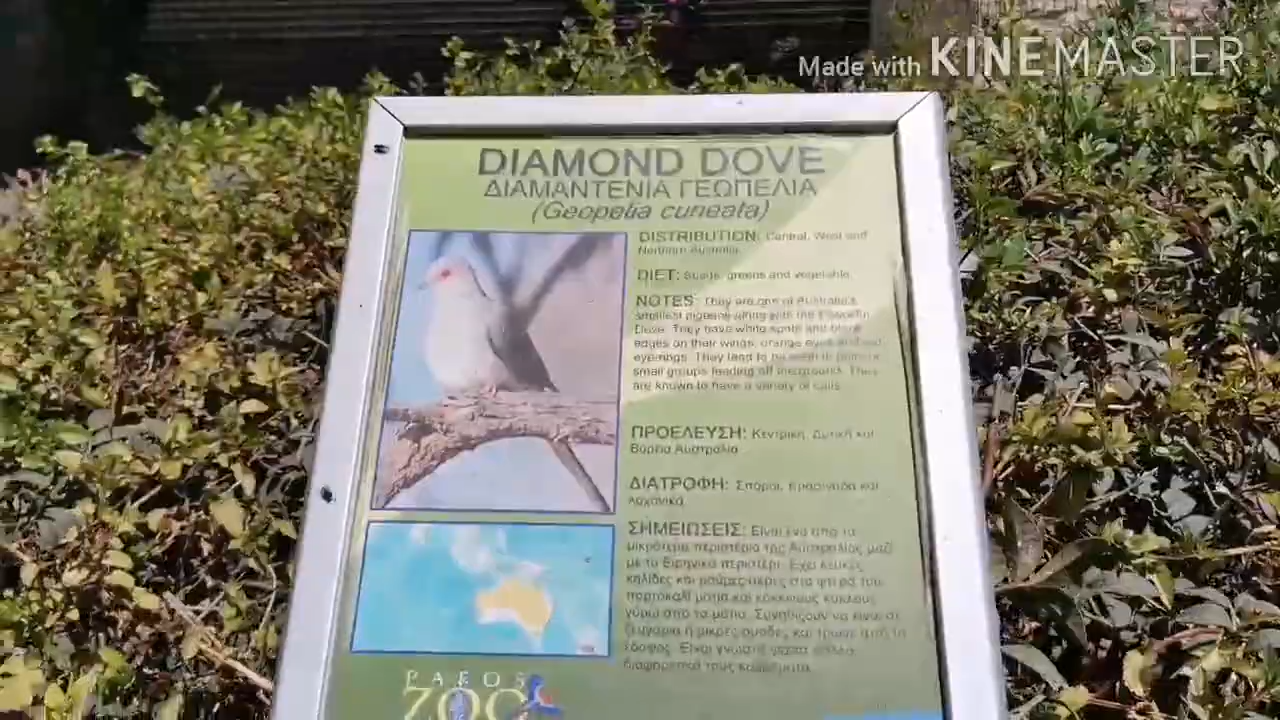 Made with KINEMASTER
DIAMOND DOVE
ΔΙΑΜΑΝΤΕΝΙΑ ΓΕΩΠΕΛΙΑ
(Geopelia cuneata)
DISTRIBUTION: Central, West and
Northern Australia
DIET: Seeds, greens and vegetable
NOTES: They are one of Australia's
smallest pigeons along with the
Dove. They have white spots and black
edges on their wings, orange eyes and red
eyerings. They tend to be seen in pairs or
small groups feeding off the ground. They
are known to have a variety of calls.
ΠΡΟΕΛΕΥΣΗ: Κεντρική, Δυτική και
Βόρεια Αυστραλία
ΔΙΑΤΡΟΦΗ: Σπόροι, πρασινάδα και
λαχανικά
ΣΗΜΕΙΩΣΕΙΣ: Είναι ένα από τα
μικρότερα περιστέρια της Αυστραλίας μαζί
με το Ειρηνικό περιστέρι. Έχει λευκές
κηλίδες και μαύρες άκρες στα φτερά του,
πορτοκαλί μάτια και κόκκινους κύκλους
γύρω από τα μάτια. Συνηθίζουν να είναι σε
ζευγάρια ή μικρές ομάδες, και τρώνε από το
έδαφος. Είναι γνωστά
διαφορετικά τους καλέσματα.
PAFOS
ZOO